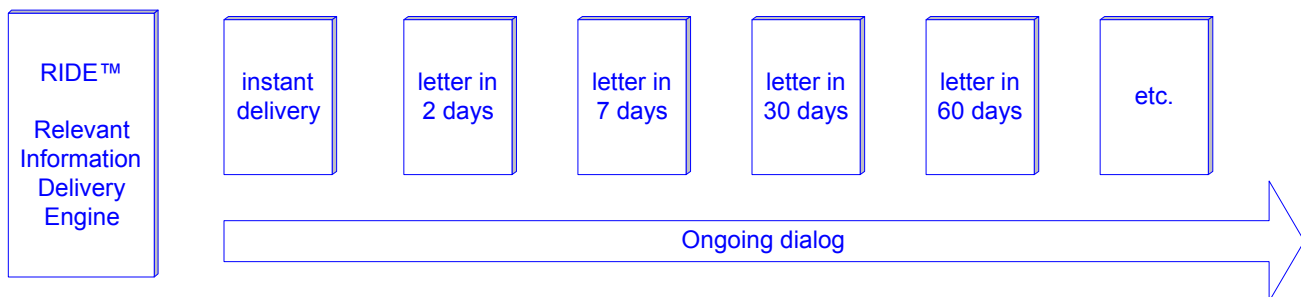 RIDE™
Relevant
Information
Delivery
Engine
instant
delivery
letter in
2 days
letter in
7 days
letter in
30 days
letter in
60 days
etc.
Ongoing dialog